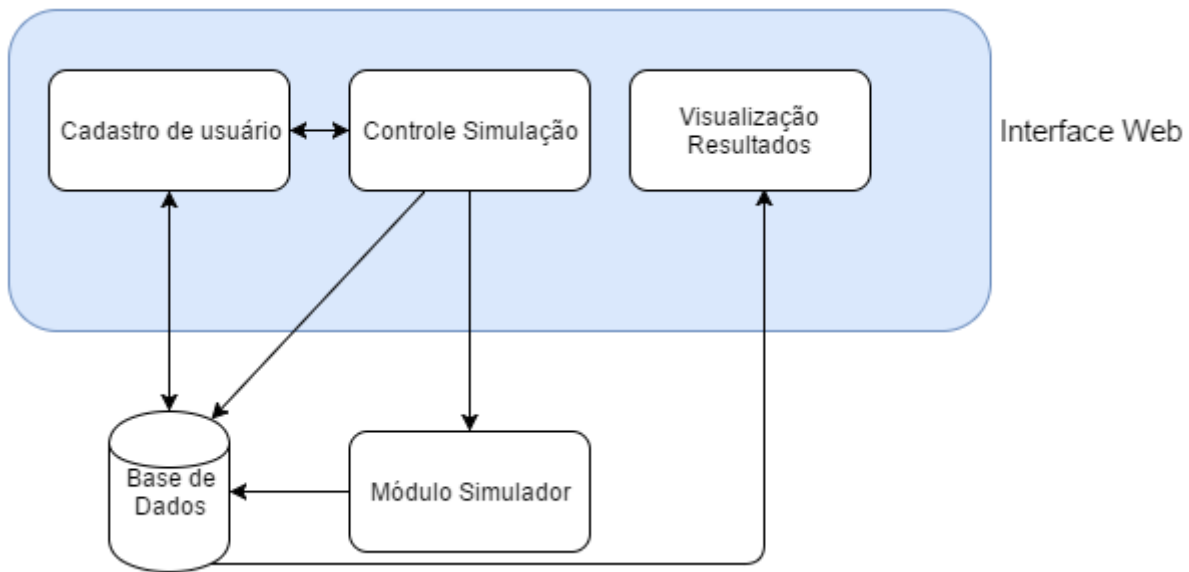 Cadastro de usuário
Controle Simulação
Visualização
Resultados
Interface Web
Base de
Dados
Módulo Simulador